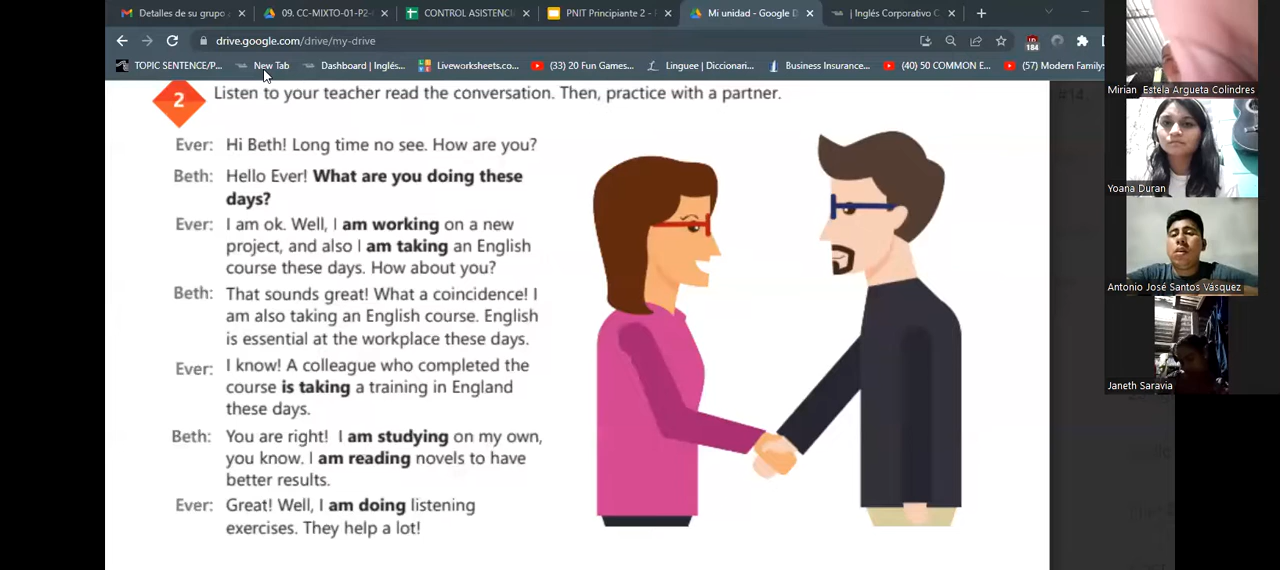 Detalles de su grupo
09. CC-MIXTO-01-P2-
CONTROL ASISTENCI
PNIT Principiante 2 -
Mi unidad - Google D
| Inglés Corporativo C
drive.google.com/drive/my-drive
184
TOPIC SENTENCE/P...
New Tab
Dashboard | Inglés...
Liveworksheets.co...
(33) 20 Fun Games...
Linguee | Diccionari...
Business Insurance...
(40) 50 COMMON E...
(57) Modern Family:
2
Listen to your teacher read the conversation. Then, practice with a partner.
Ever: Hi Beth! Long time no see. How are you?
Beth: Hello Ever! What are you doing these
days?
Ever: I am ok. Well, I am working on a new
project, and also I am taking an English
course these days. How about you?
Beth: That sounds great! What a coincidence! I
am also taking an English course. English
is essential at the workplace these days.
Ever: I know! A colleague who completed the
course is taking a training in England
these days.
Beth: You are right! I am studying on my own,
you know. I am reading novels to have
better results.
Ever: Great! Well, I am doing listening
exercises. They help a lot!
Mirian Estela Argueta Colindres
Yoana Duran
Antonio José Santos Vásquez
Janeth Saravia